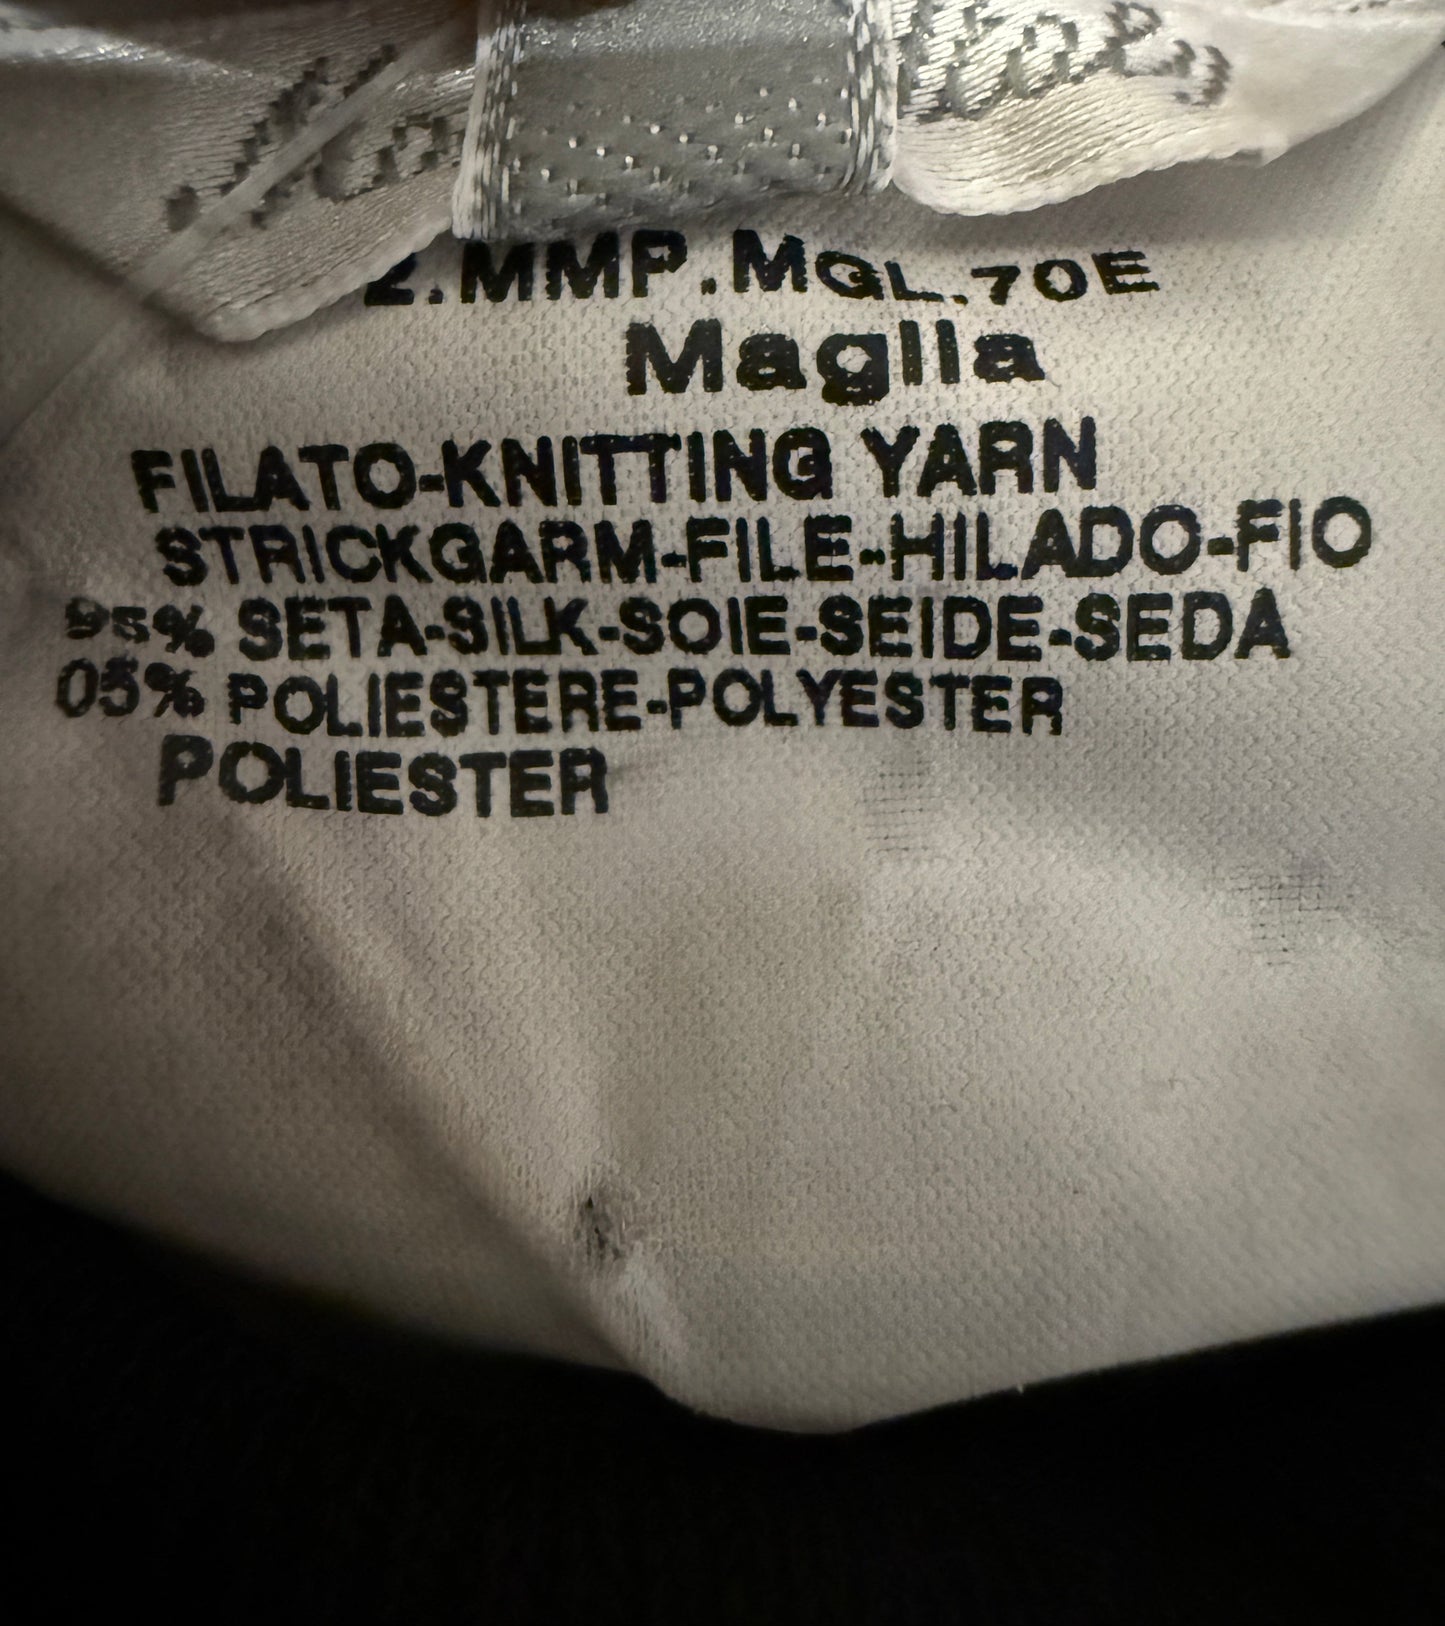 Italy
2.MMP.MGL.70E
Maglia
FILATO-KNITTING YARN
STRICKGARM-FILE-HILADO-FIO
95% SETA-SILK-SOIE-SEIDE-SEDA
05% POLIESTERE-POLYESTER
POLIESTER